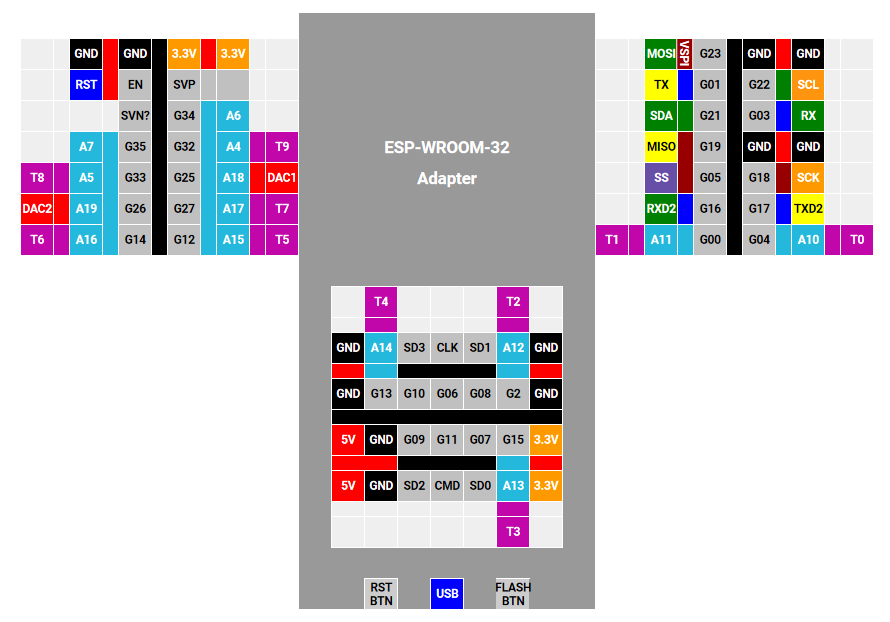 GND GND 3.3V 3.3V
RST EN SVP
SVN? G34 A6
A7 G35 G32 A4 T9
T8 A5 G33 G25 A18 DAC1
DAC2 A19 G26 G27 A17 T7
T6 A16 G14 G12 A15 T5
ESP-WROOM-32
Adapter
MOSI VSPI G23 GND GND
TX G01 G22 SCL
SDA G21 G03 RX
MISO G19 GND GND
SS G05 G18 SCK
RXD2 G16 G17 TXD2
T1 A11 G00 G04 A10 T0
T4 T2
GND A14 SD3 CLK SD1 A12 GND
GND G13 G10 G06 G08 G2 GND
5V GND G09 G11 G07 G15 3.3V
5V GND SD2 CMD SD0 A13 3.3V
T3
RST
BTN
USB
FLASH
BTN